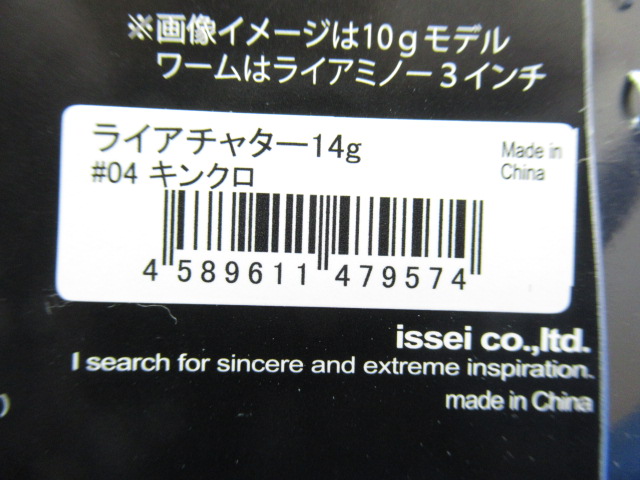 ※画像イメージは10gモデル
ワームはライアミノー3インチ
ライアチャター14g
Made in
#04 キンクロ
China
4 589611 479574
issei co.,ltd.
I search for sincere and extreme inspiration.
made in China
)